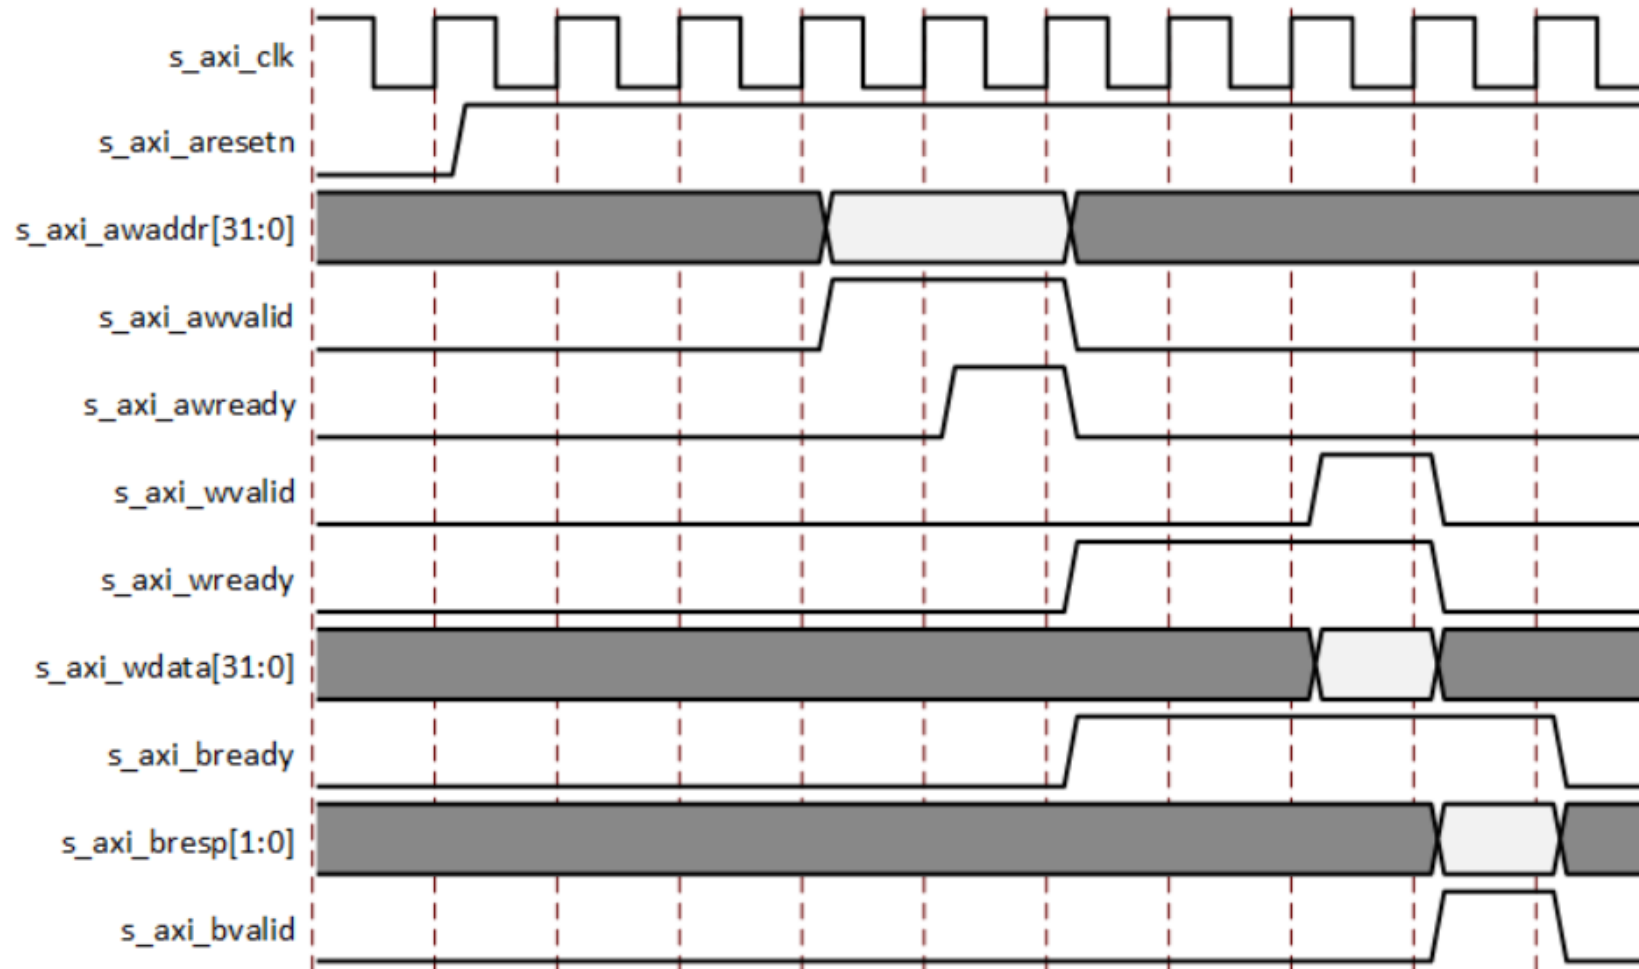 s_axi_clk
s_axi_aresetn
s_axi_awaddr[31:0]
s_axi_awvalid
s_axi_awready
s_axi_wvalid
s_axi_wready
s_axi_wdata[31:0]
s_axi_bready
s_axi_bresp[1:0]
s_axi_bvalid